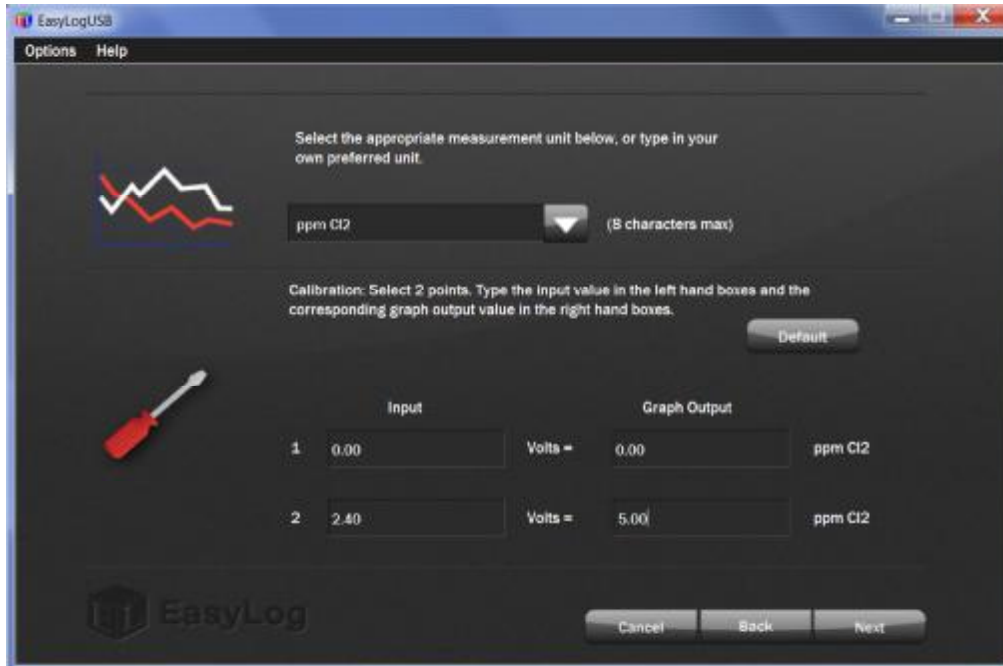 EasyLogUSB
Options Help
Select the appropriate measurement unit below, or type in your
own preferred unit.
ppm Cl2 (8 characters max)
Calibration: Select 2 points. Type the input value in the left hand boxes and the
corresponding graph output value in the right hand boxes.
Default
Input Graph Output
1 0.00 Volts = 0.00 ppm Cl2
2 2.40 Volts = 5.00 ppm Cl2
EasyLog
Cancel Back Next